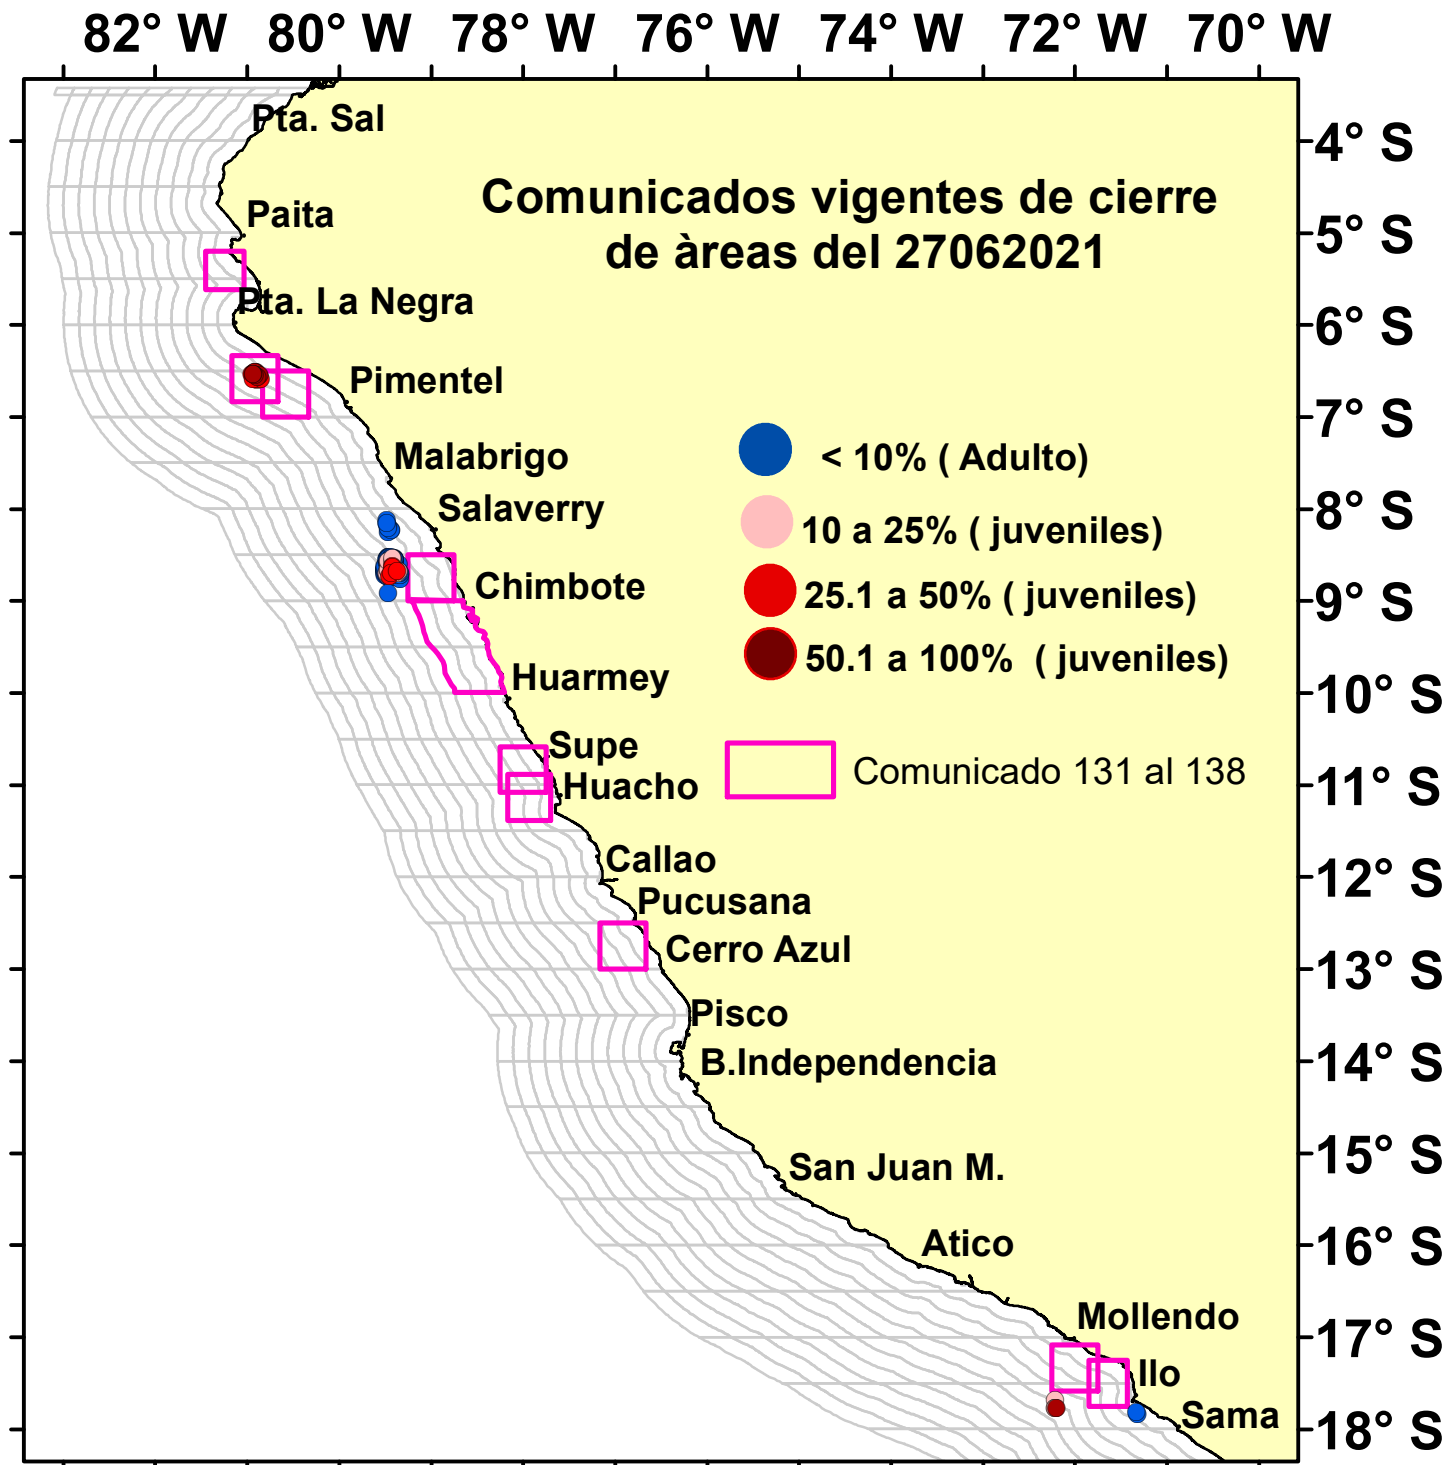 82° W 80° W 78° W 76° W 74° W 72° W 70° W
Pta. Sal
4° S
Comunicados vigentes de cierre
de àreas del 27062021
Paita
5° S
Pta. La Negra
6° S
Pimentel
7° S
Malabrigo
< 10% ( Adulto)
Salaverry
8° S
10 a 25% ( juveniles)
Chimbote
25.1 a 50% ( juveniles)
9° S
50.1 a 100% ( juveniles)
Huarmey
10° S
Supe
Comunicado 131 al 138
Huacho
11° S
Callao
12° S
Pucusana
Cerro Azul
13° S
Pisco
B.Independencia
14° S
San Juan M.
15° S
Atico
16° S
Mollendo
17° S
Ilo
Sama
18° S